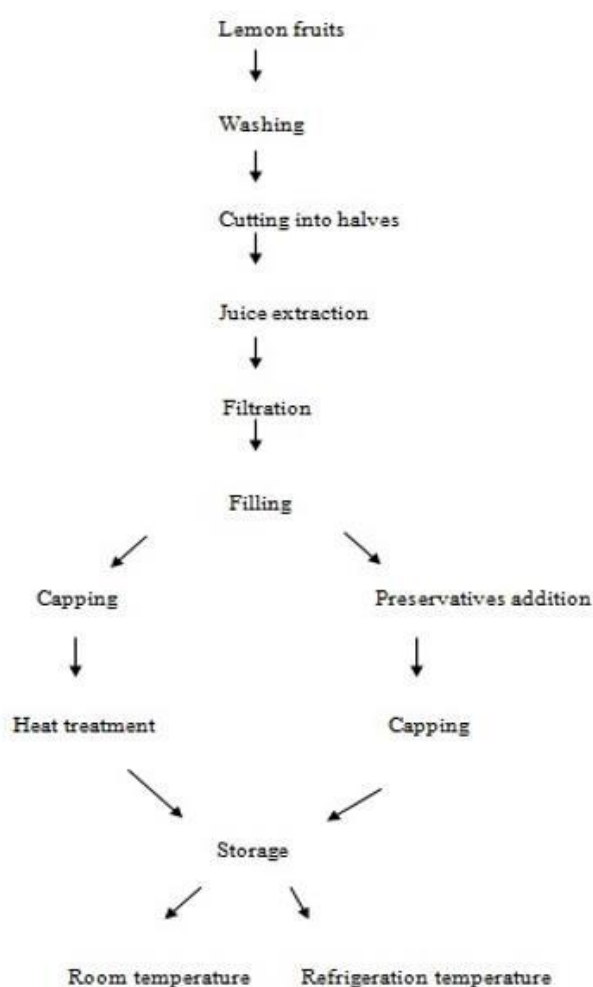 Lemon fruits
Washing
Cutting into halves
Juice extraction
Filtration
Filling
Capping
Preservatives addition
Heat treatment
Capping
Storage
Room temperature
Refrigeration temperature